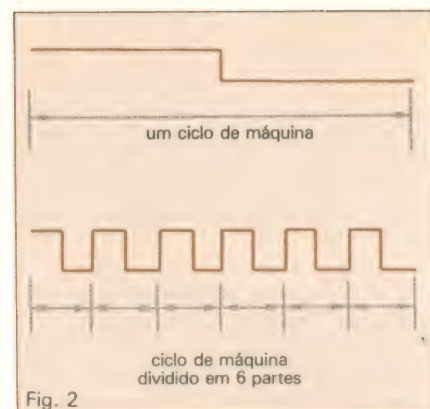 um ciclo de máquina
ciclo de máquina
dividido em 6 partes
Fig. 2